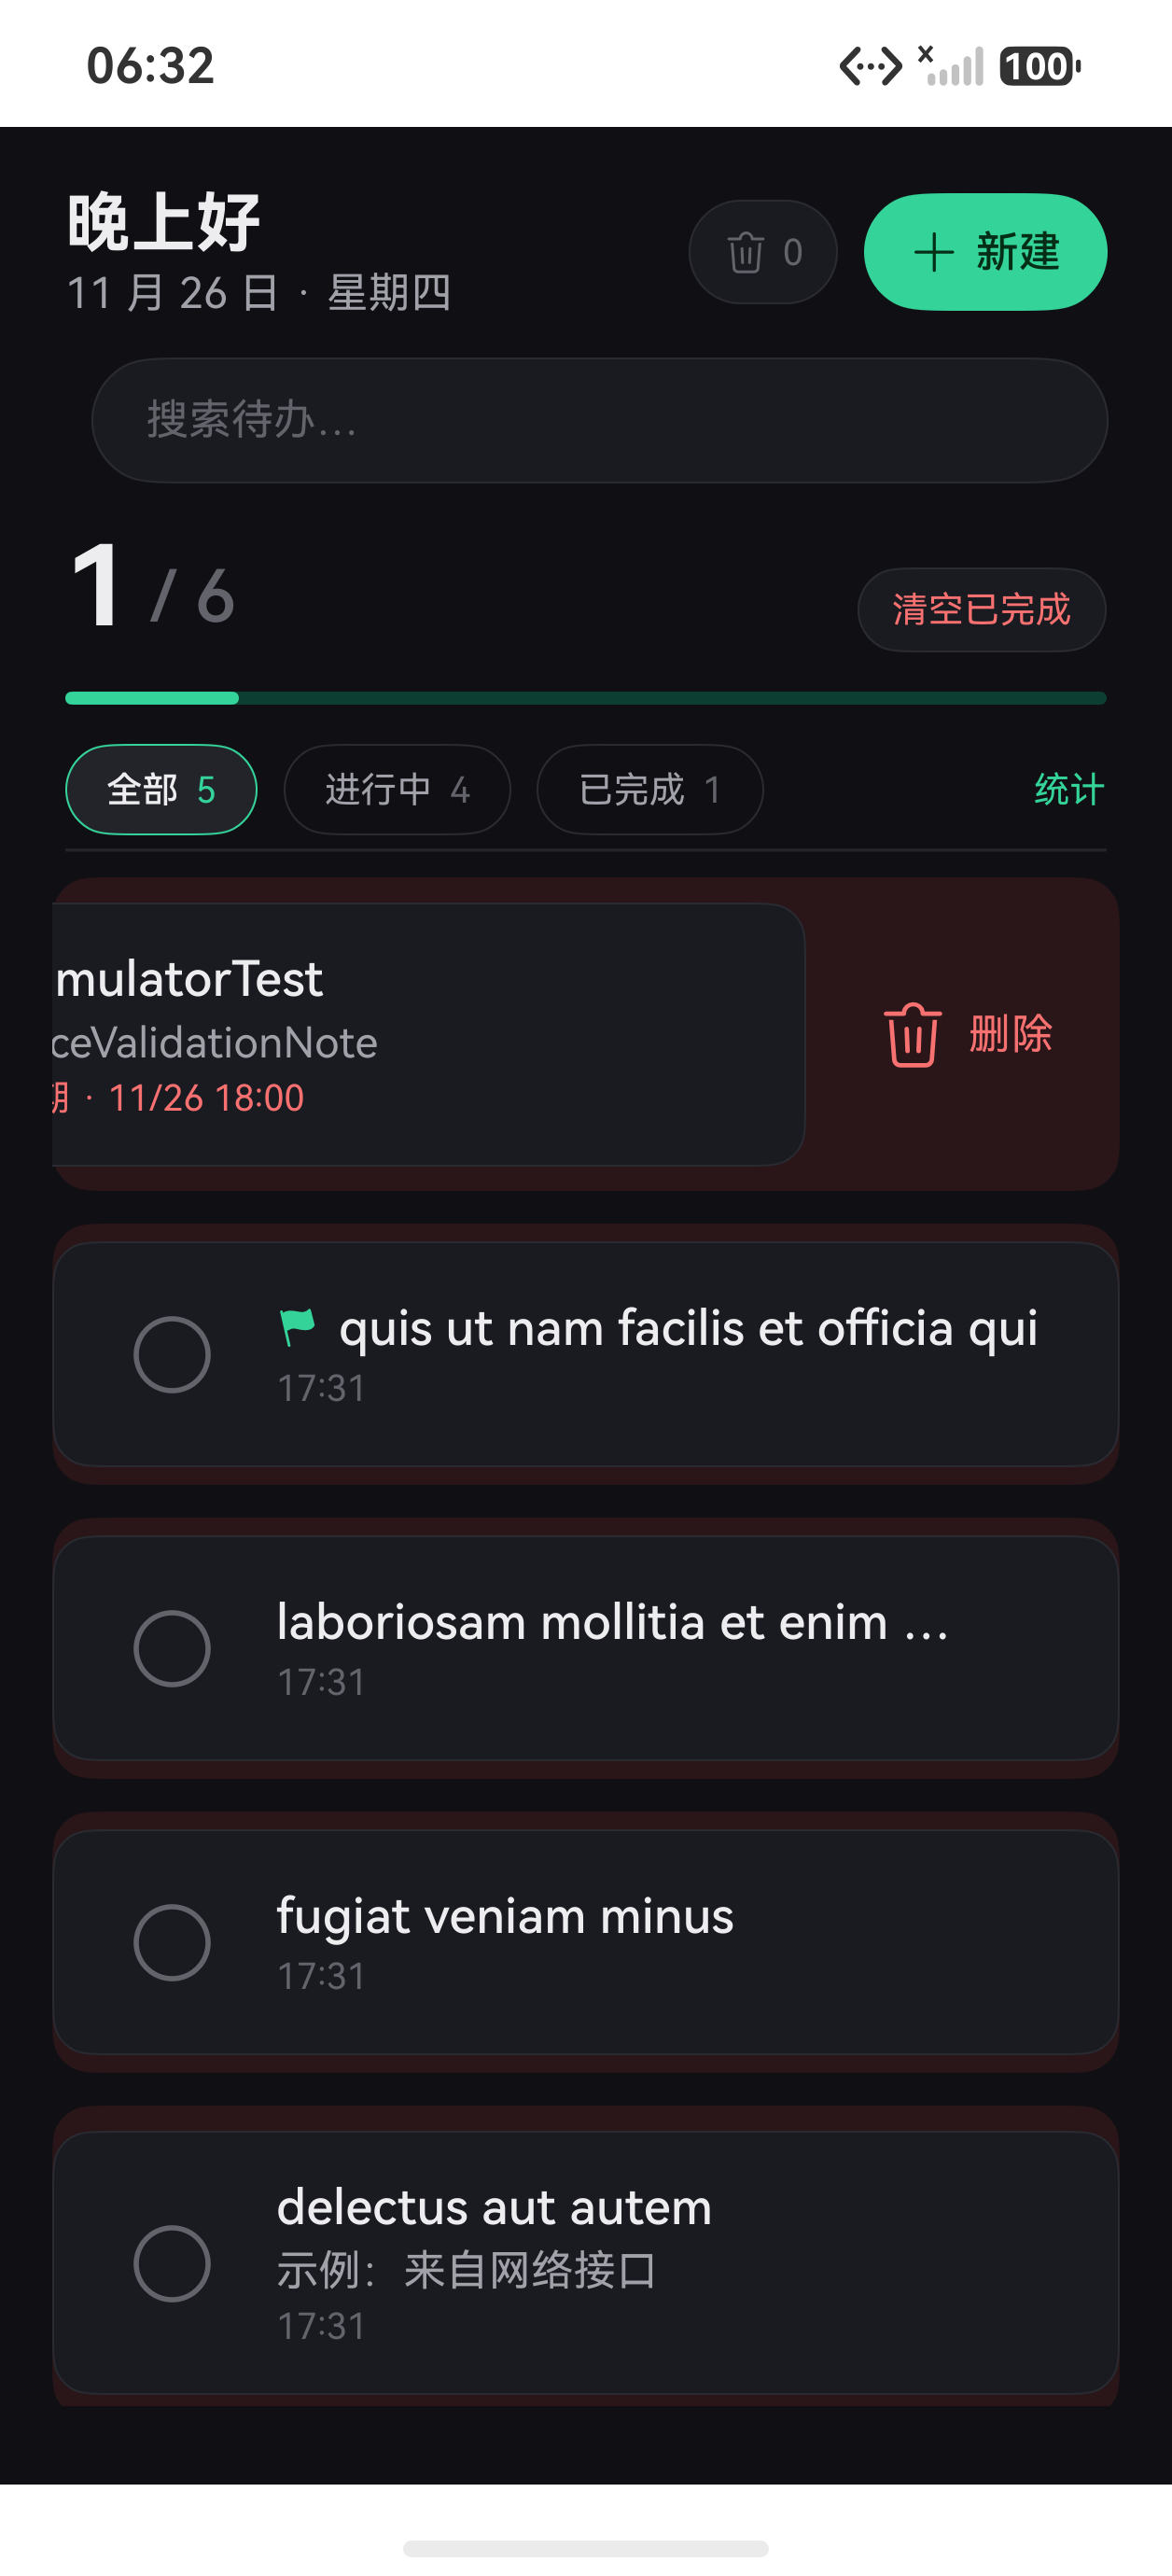 06:32
100
晚上好
11 月 26 日 · 星期四
0
新建
搜索待办...
1 / 6
清空已完成
全部 5
进行中 4
已完成 1
统计
mulatorTest
ceValidationNote
期 · 11/26 18:00
删除
quis ut nam facilis et officia qui
17:31
laboriosam mollitia et enim ...
17:31
fugiat veniam minus
17:31
delectus aut autem
示例：来自网络接口
17:31